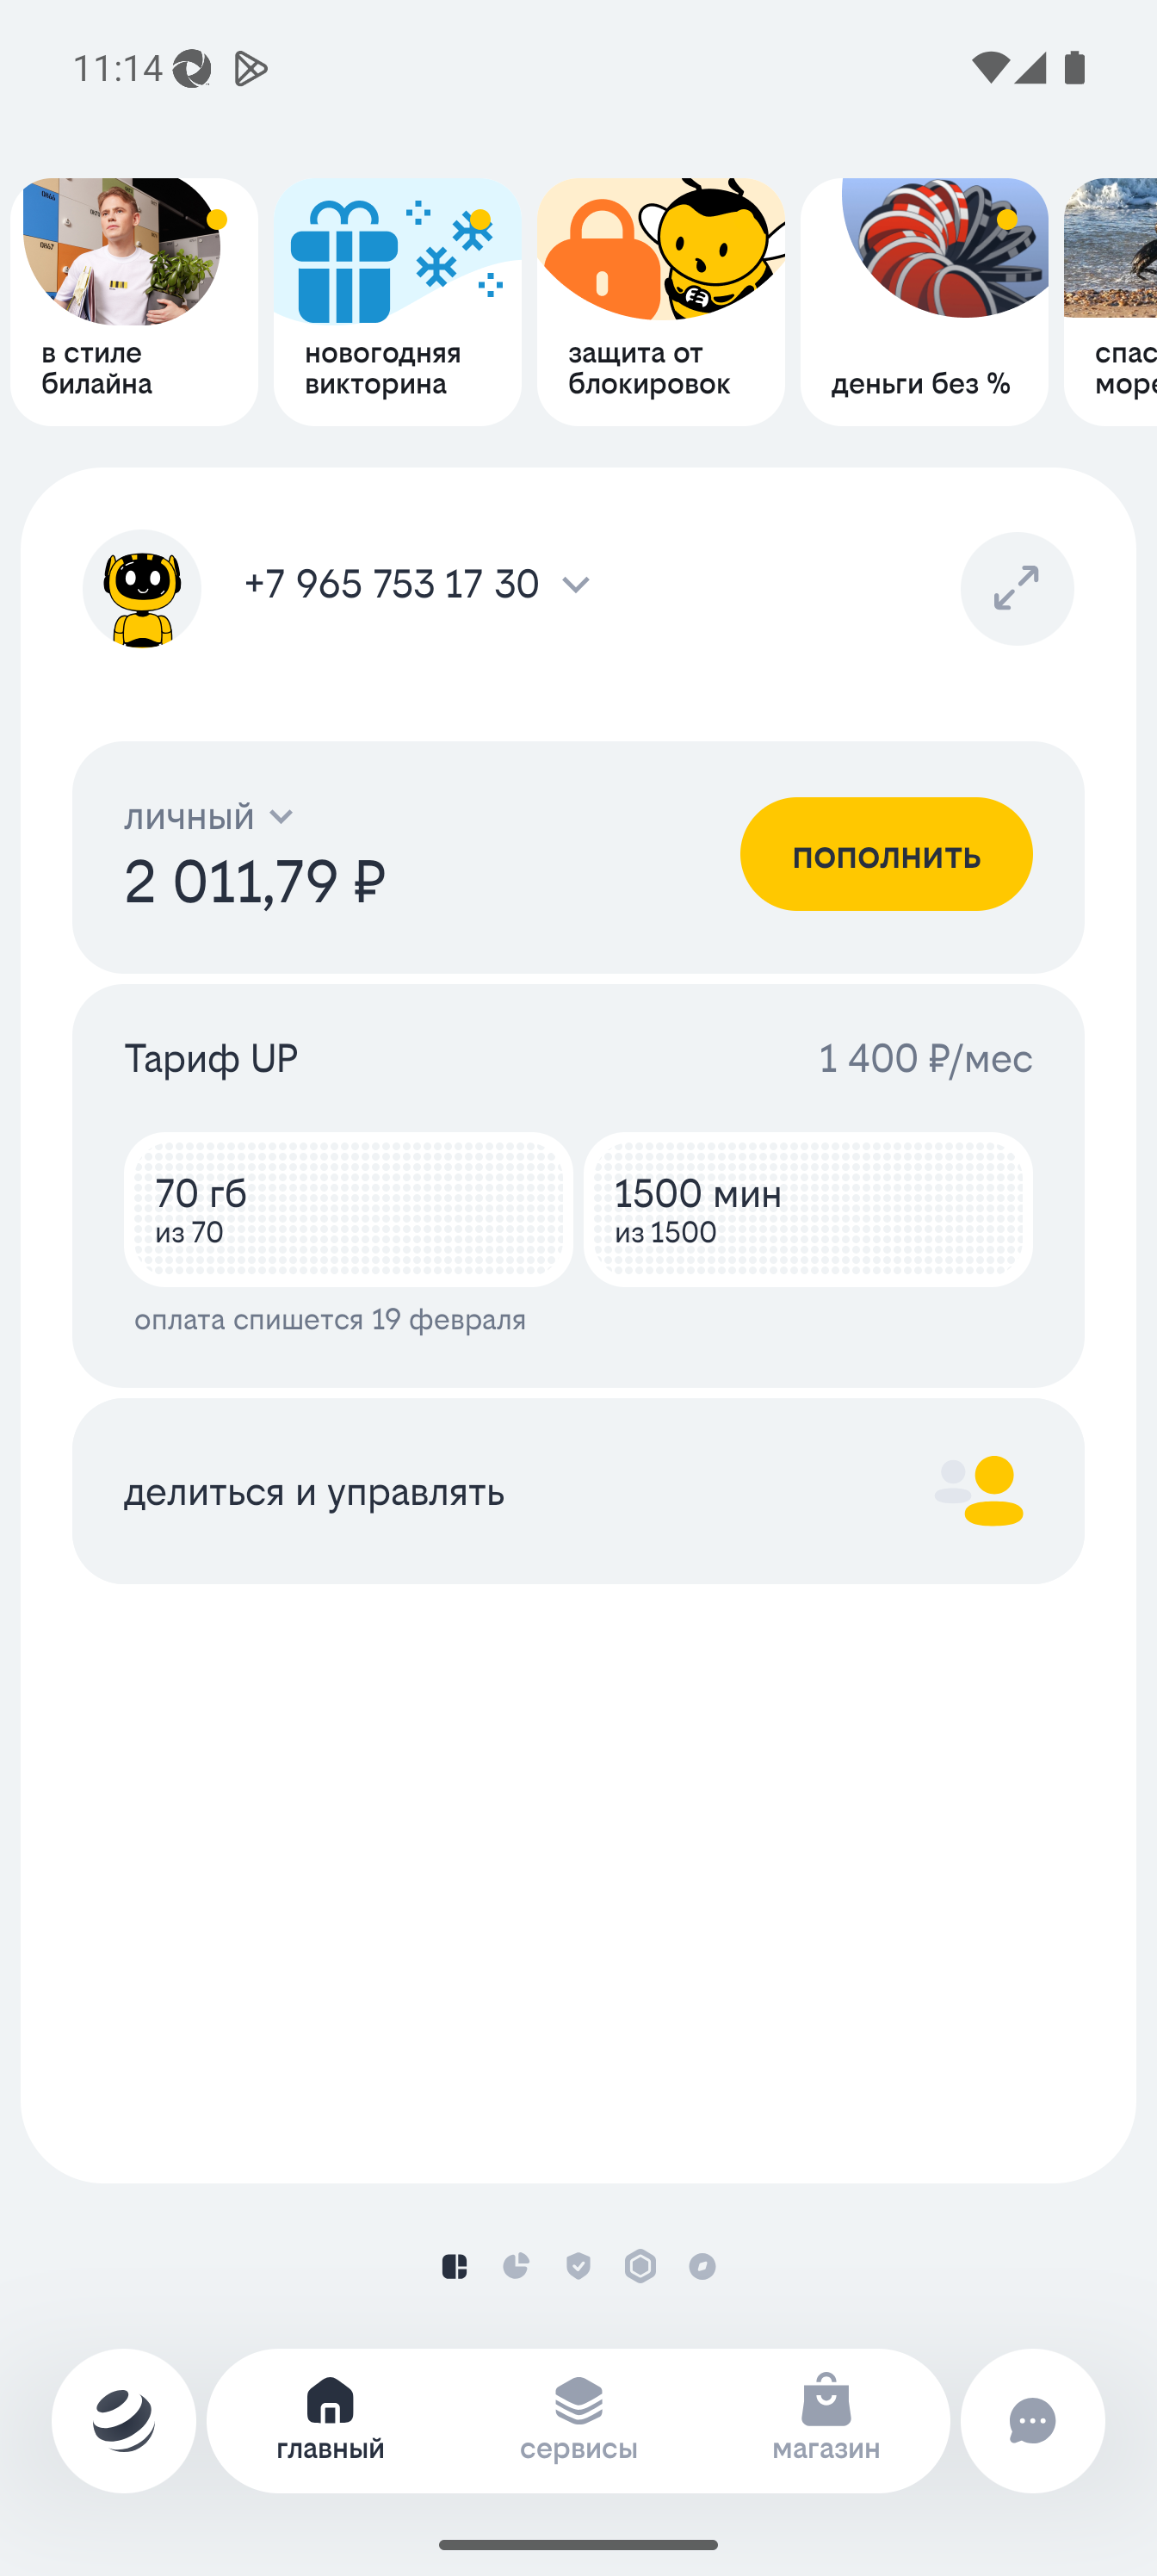 11:14
в стиле
билайна
новогодняя
викторина
защита от
блокировок
деньги без %
спас
море
+7 965 753 17 30
личный
2 011,79 ₽
пополнить
Тариф UP
1 400 ₽/мес
70 гб
из 70
1500 мин
из 1500
оплата спишется 19 февраля
делиться и управлять
главный
сервисы
магазин